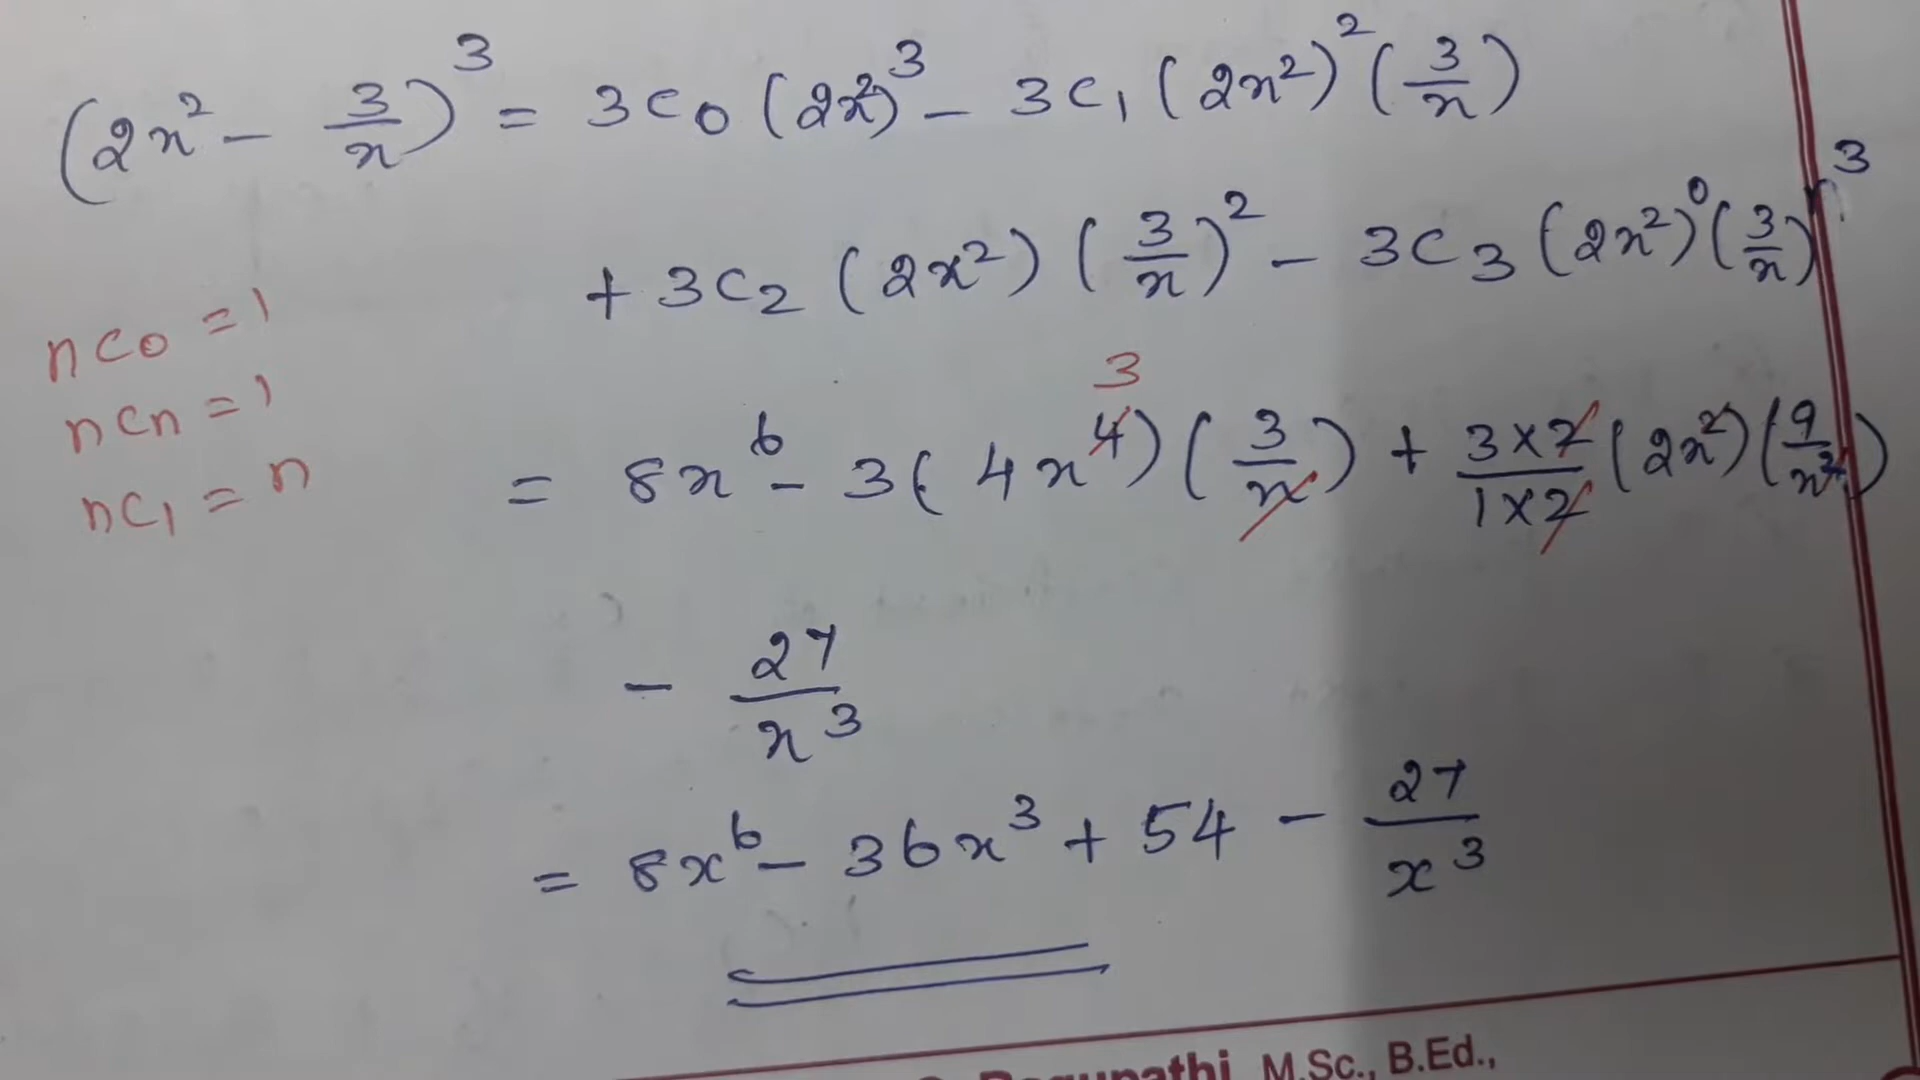 (2x² - 3/x)³ = 3C₀ (2x²)³ - 3C₁ (2x²)² (3/x)
+ 3C₂ (2x²) (3/x)² - 3C₃ (2x²)⁰ (3/x)³
nC₀ = 1
nCn = 1
nC₁ = n
3
= 8x⁶ - 3(4x⁴) (3/x) + 3×2/1×2 (2x²) (9/x²)
- 27/x³
= 8x⁶ - 36x³ + 54 - 27/x³
M.Sc., B.Ed.,